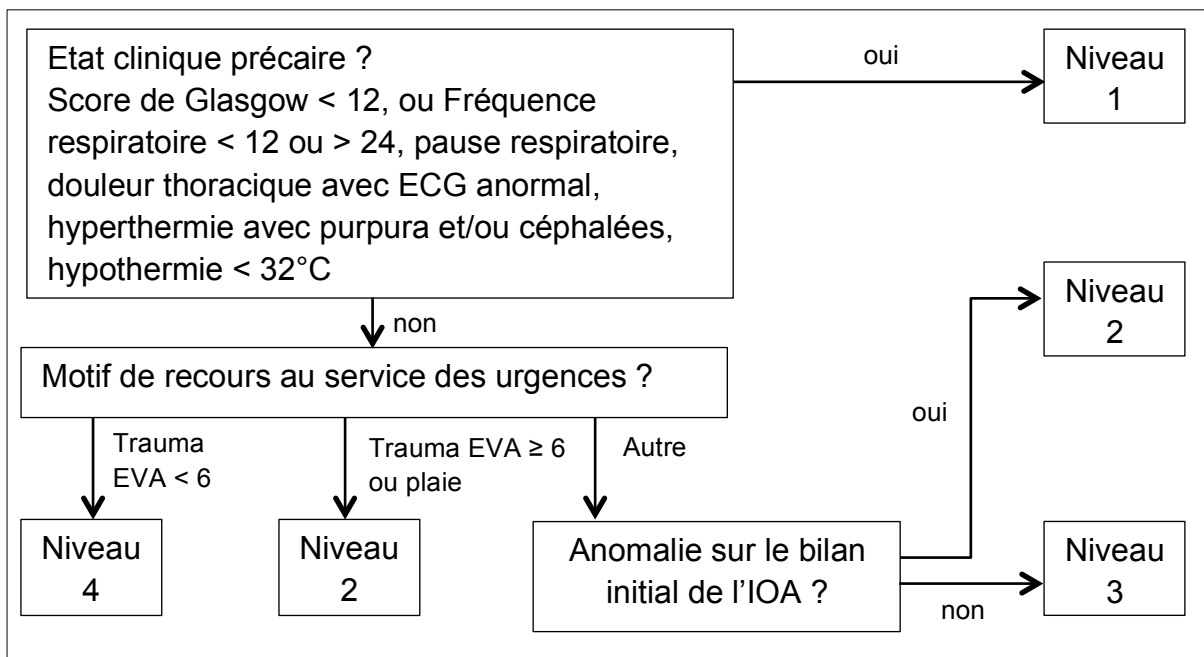 Etat clinique précaire ?
Score de Glasgow < 12, ou Fréquence
respiratoire < 12 ou > 24, pause respiratoire,
douleur thoracique avec ECG anormal,
hyperthermie avec purpura et/ou céphalées,
hypothermie < 32°C
oui
Niveau
1
non
Motif de recours au service des urgences ?
Trauma
EVA < 6
Trauma EVA ≥ 6
ou plaie
Autre
Niveau
4
Niveau
2
Anomalie sur le bilan
initial de l’IOA ?
oui
Niveau
2
non
Niveau
3